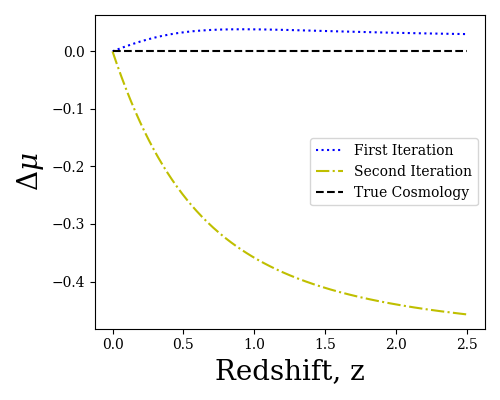 0.0
−0.1
−0.2
−0.3
−0.4
Δμ
First Iteration
Second Iteration
True Cosmology
0.0 0.5 1.0 1.5 2.0 2.5
Redshift, z